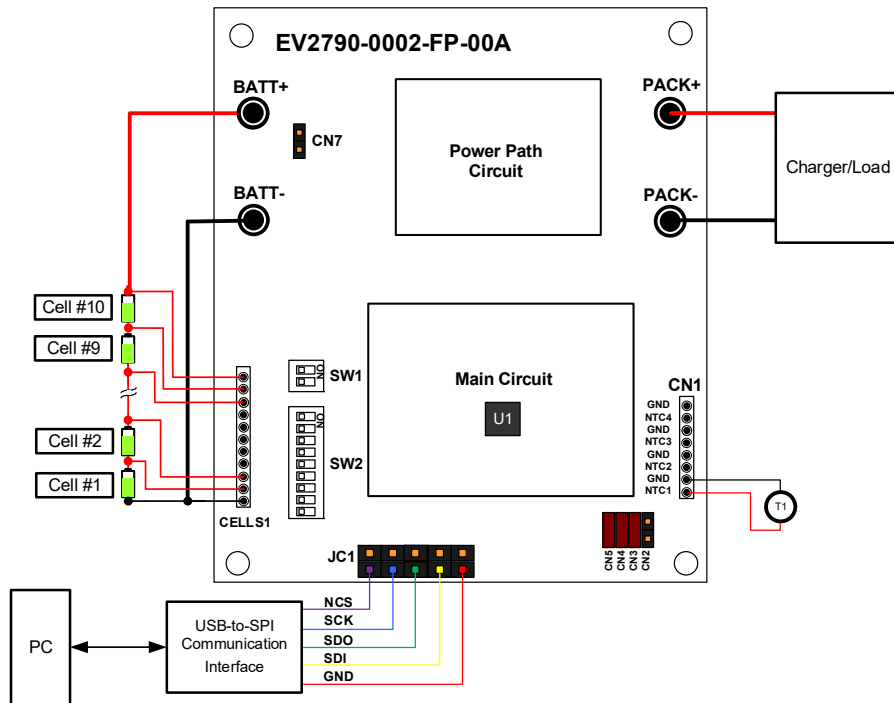 EV2790-0002-FP-00A
BATT+
PACK+
CN7
Power Path
Circuit
Charger/Load
BATT-
PACK-
Cell #10
Cell #9
Cell #2
Cell #1
CELLS1
ON
SW1
ON
SW2
Main Circuit
U1
CN1
GND
NTC4
GND
NTC3
GND
NTC2
GND
NTC1
T1
CN5
CN4
CN3
CN2
JC1
PC
USB-to-SPI
Communication
Interface
NCS
SCK
SDO
SDI
GND